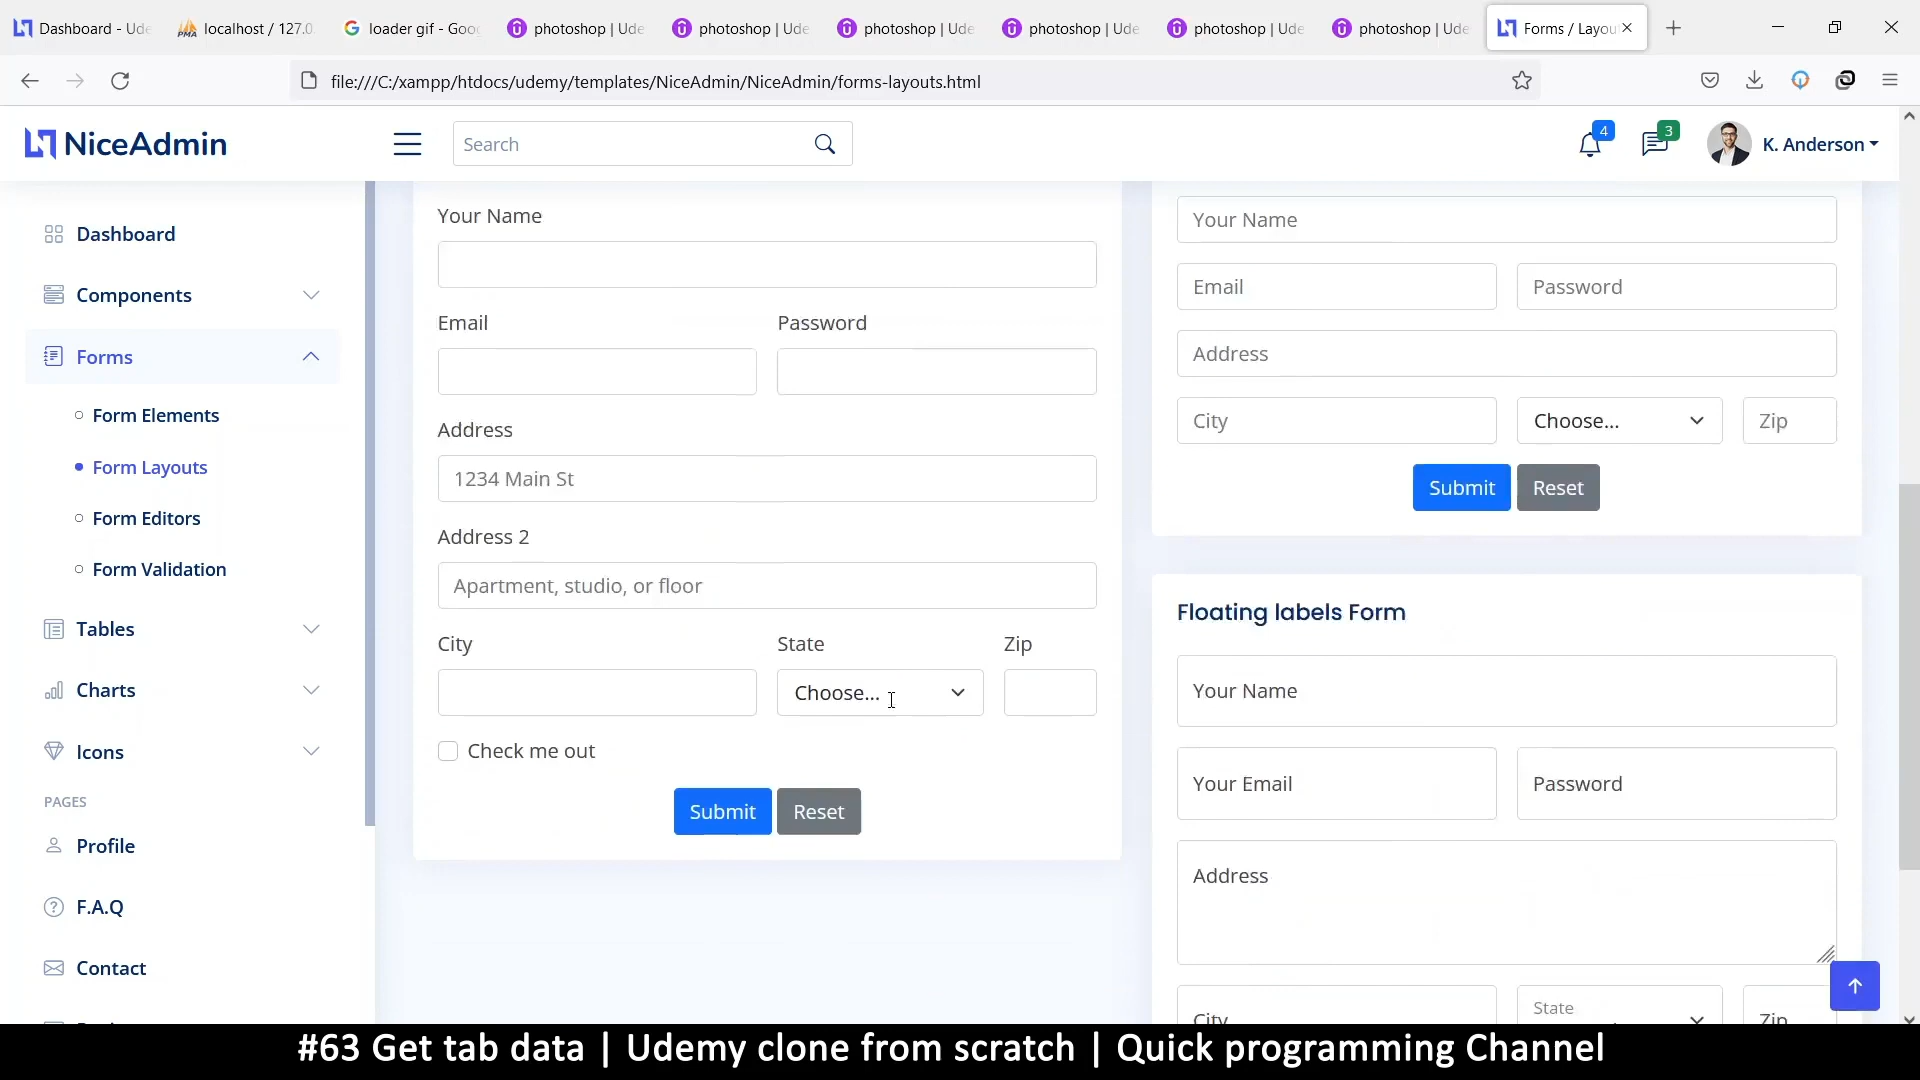 Dashboard - Ude
localhost / 127.0.
loader gif - Goog
photoshop | Ude
photoshop | Ude
photoshop | Ude
photoshop | Ude
photoshop | Ude
photoshop | Ude
Forms / Layou
file:///C:/xampp/htdocs/udemy/templates/NiceAdmin/NiceAdmin/forms-layouts.html
NiceAdmin
Search
4
3
K. Anderson
Dashboard
Components
Forms
Form Elements
Form Layouts
Form Editors
Form Validation
Tables
Charts
Icons
PAGES
Profile
F.A.Q
Contact
Your Name
Email
Password
Address
1234 Main St
Address 2
Apartment, studio, or floor
City
State
Zip
Choose...
Check me out
Submit
Reset
Your Name
Email
Password
Address
City
Choose...
Zip
Submit
Reset
Floating labels Form
Your Name
Your Email
Password
Address
City
State
Zip
#63 Get tab data | Udemy clone from scratch | Quick programming Channel